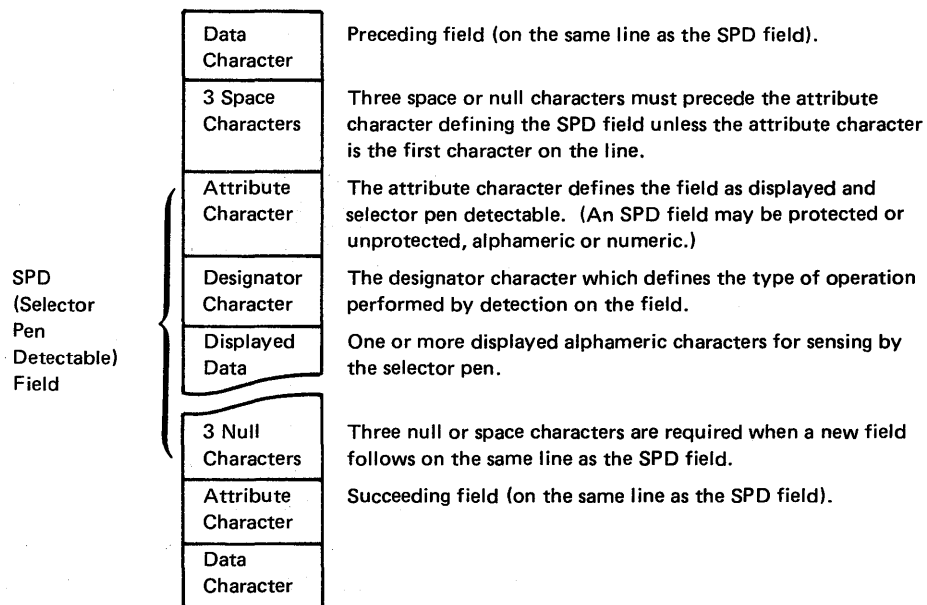 Data
Character
Preceding field (on the same line as the SPD field).
3 Space
Characters
Three space or null characters must precede the attribute
character defining the SPD field unless the attribute character
is the first character on the line.
Attribute
Character
The attribute character defines the field as displayed and
selector pen detectable. (An SPD field may be protected or
unprotected, alphameric or numeric.)
SPD
(Selector
Pen
Detectable)
Field
Designator
Character
The designator character which defines the type of operation
performed by detection on the field.
Displayed
Data
One or more displayed alphameric characters for sensing by
the selector pen.
3 Null
Characters
Three null or space characters are required when a new field
follows on the same line as the SPD field.
Attribute
Character
Succeeding field (on the same line as the SPD field).
Data
Character